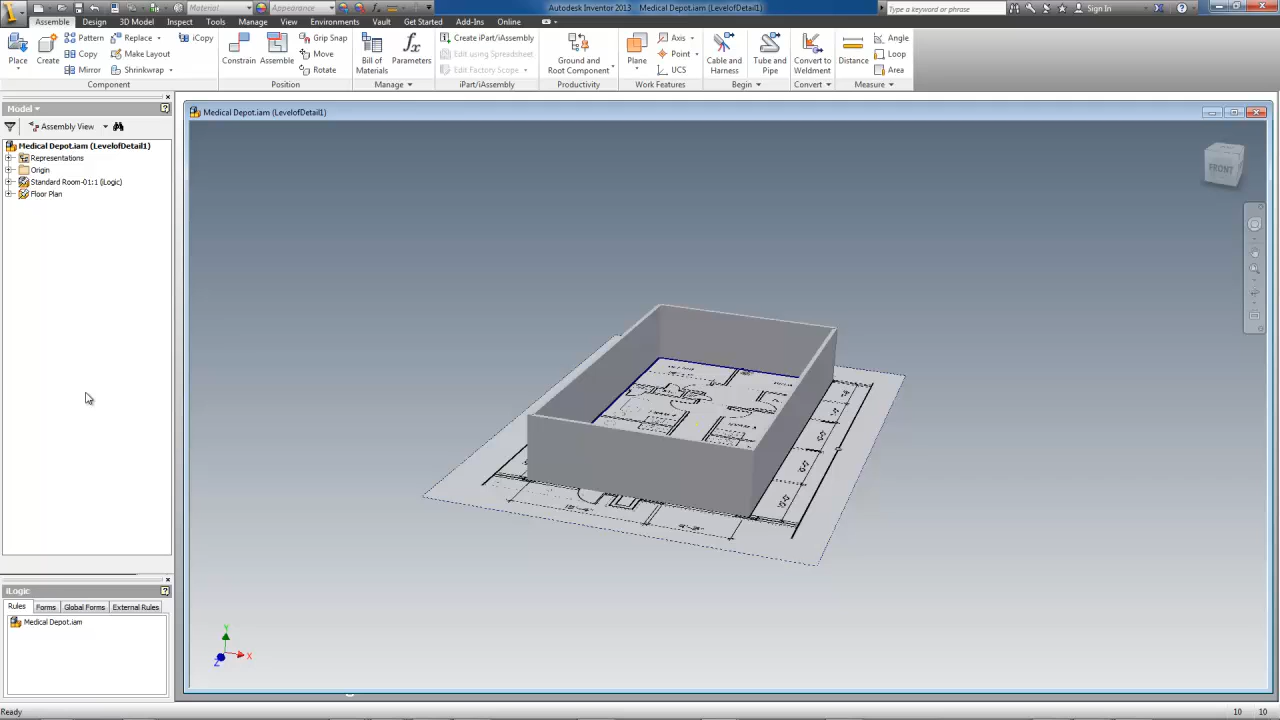 Autodesk Inventor 2013 Medical Depot.iam (LevelofDetail1)
Material
Appearance
Type a keyword or phrase
Sign In
Assemble Design 3D Model Inspect Tools Manage View Environments Vault Get Started Add-Ins Online
Place
Create
Pattern
Copy
Mirror
Replace
Make Layout
Shrinkwrap
iCopy
Constrain
Assemble
Grip Snap
Move
Rotate
Bill of Materials
Parameters
Create iPart/iAssembly
Edit using Spreadsheet
Edit Factory Scope
Ground and Root Component
Plane
Axis
Point
UCS
Cable and Harness
Tube and Pipe
Convert to Weldment
Distance
Angle
Loop
Area
Component Position Manage iPart/iAssembly Productivity Work Features Begin Convert Measure
Model
Assembly View
Medical Depot.iam (LevelofDetail1)
Representations
Origin
Standard Room-01:1 (iLogic)
Floor Plan
Medical Depot.iam (LevelofDetail1)
FRONT
iLogic
Rules Forms Global Forms External Rules
Medical Depot.iam
Y
X
Z
Ready
10 10